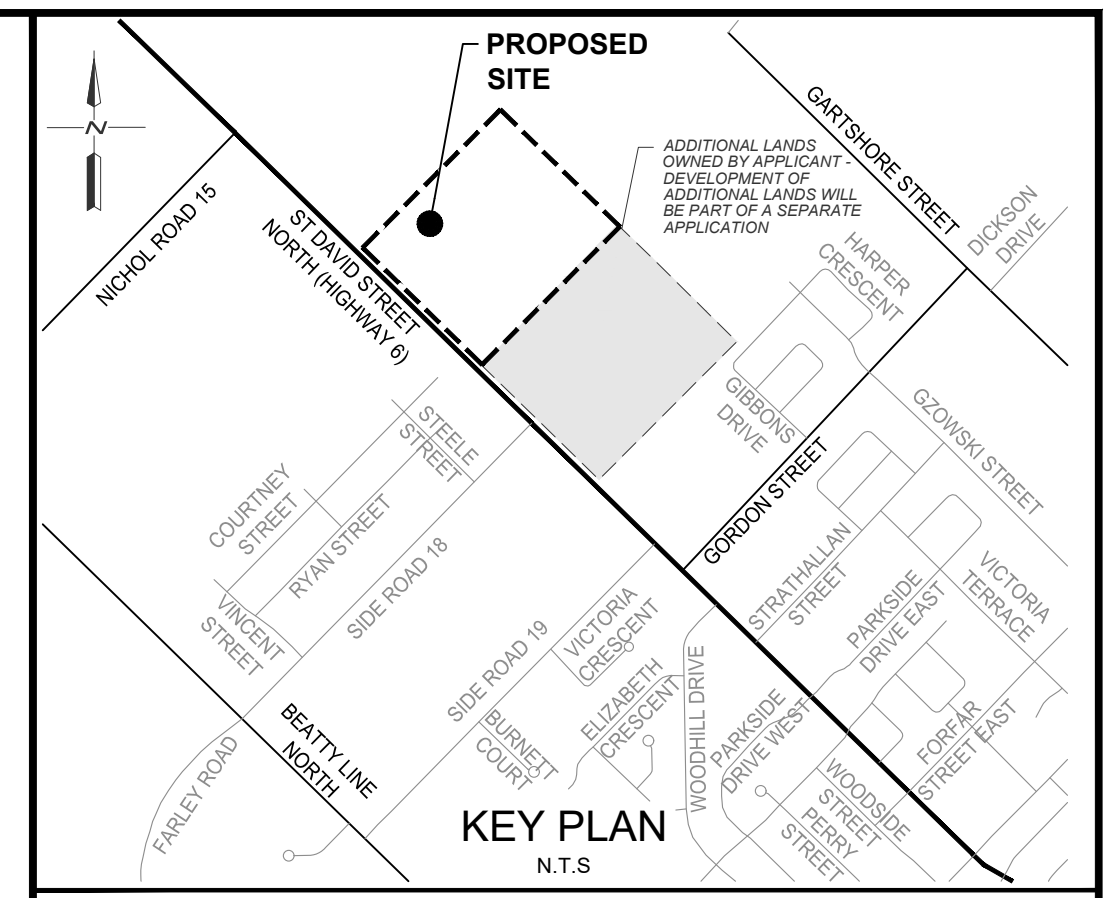 PROPOSED
SITE
N
ADDITIONAL LANDS
OWNED BY APPLICANT -
DEVELOPMENT OF
ADDITIONAL LANDS WILL
BE PART OF A SEPARATE
APPLICATION
GARTSHORE STREET
DICKSON
DRIVE
NICHOL ROAD 15
ST DAVID STREET
NORTH (HIGHWAY 6)
HARPER
CRESCENT
GIBBONS
DRIVE
GZOWSKI STREET
GORDON STREET
STEELE
STREET
COURTNEY
STREET
RYAN STREET
SIDE ROAD 18
VINCENT
STREET
STRATHALLAN
STREET
PARKSIDE
DRIVE EAST
VICTORIA
TERRACE
SIDE ROAD 19
VICTORIA
CRESCENT
ELIZABETH
CRESCENT
BURNETT
COURT
WOODHILL DRIVE
PARKSIDE
DRIVE WEST
FORFAR
STREET EAST
BEATTY LINE
NORTH
FARLEY ROAD
WOODSIDE
STREET
PERRY
STREET
KEY PLAN
N.T.S